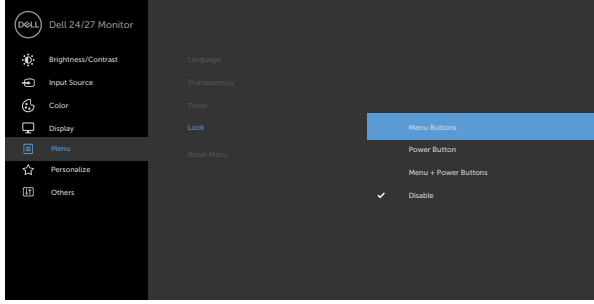 DELL Dell 24/27 Monitor
Brightness/Contrast
Input Source
Color
Display
Menu
Personalize
Others
Language
Transparency
Timer
Lock
Reset Menu
Menu Buttons
Power Button
Menu + Power Buttons
Disable